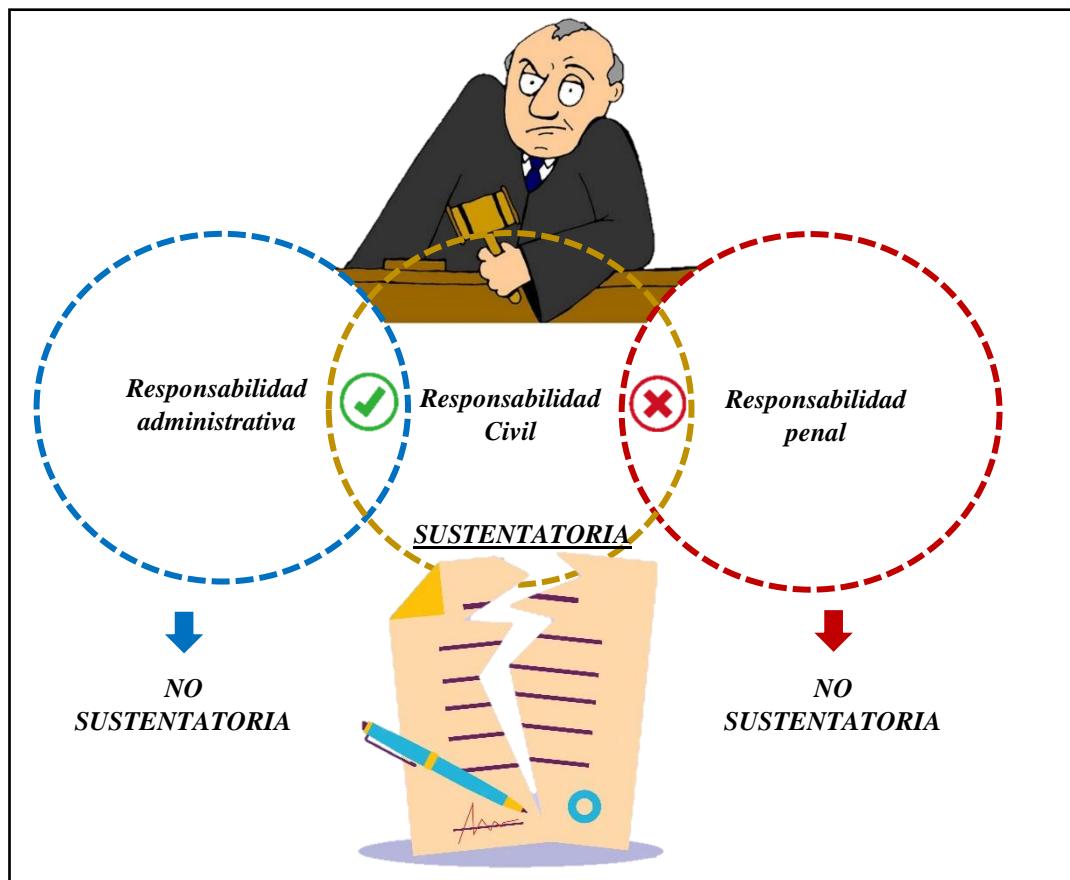 Responsabilidad
administrativa
Responsabilidad
Civil
Responsabilidad
penal
SUSTENTATORIA
NO
SUSTENTATORIA
NO
SUSTENTATORIA